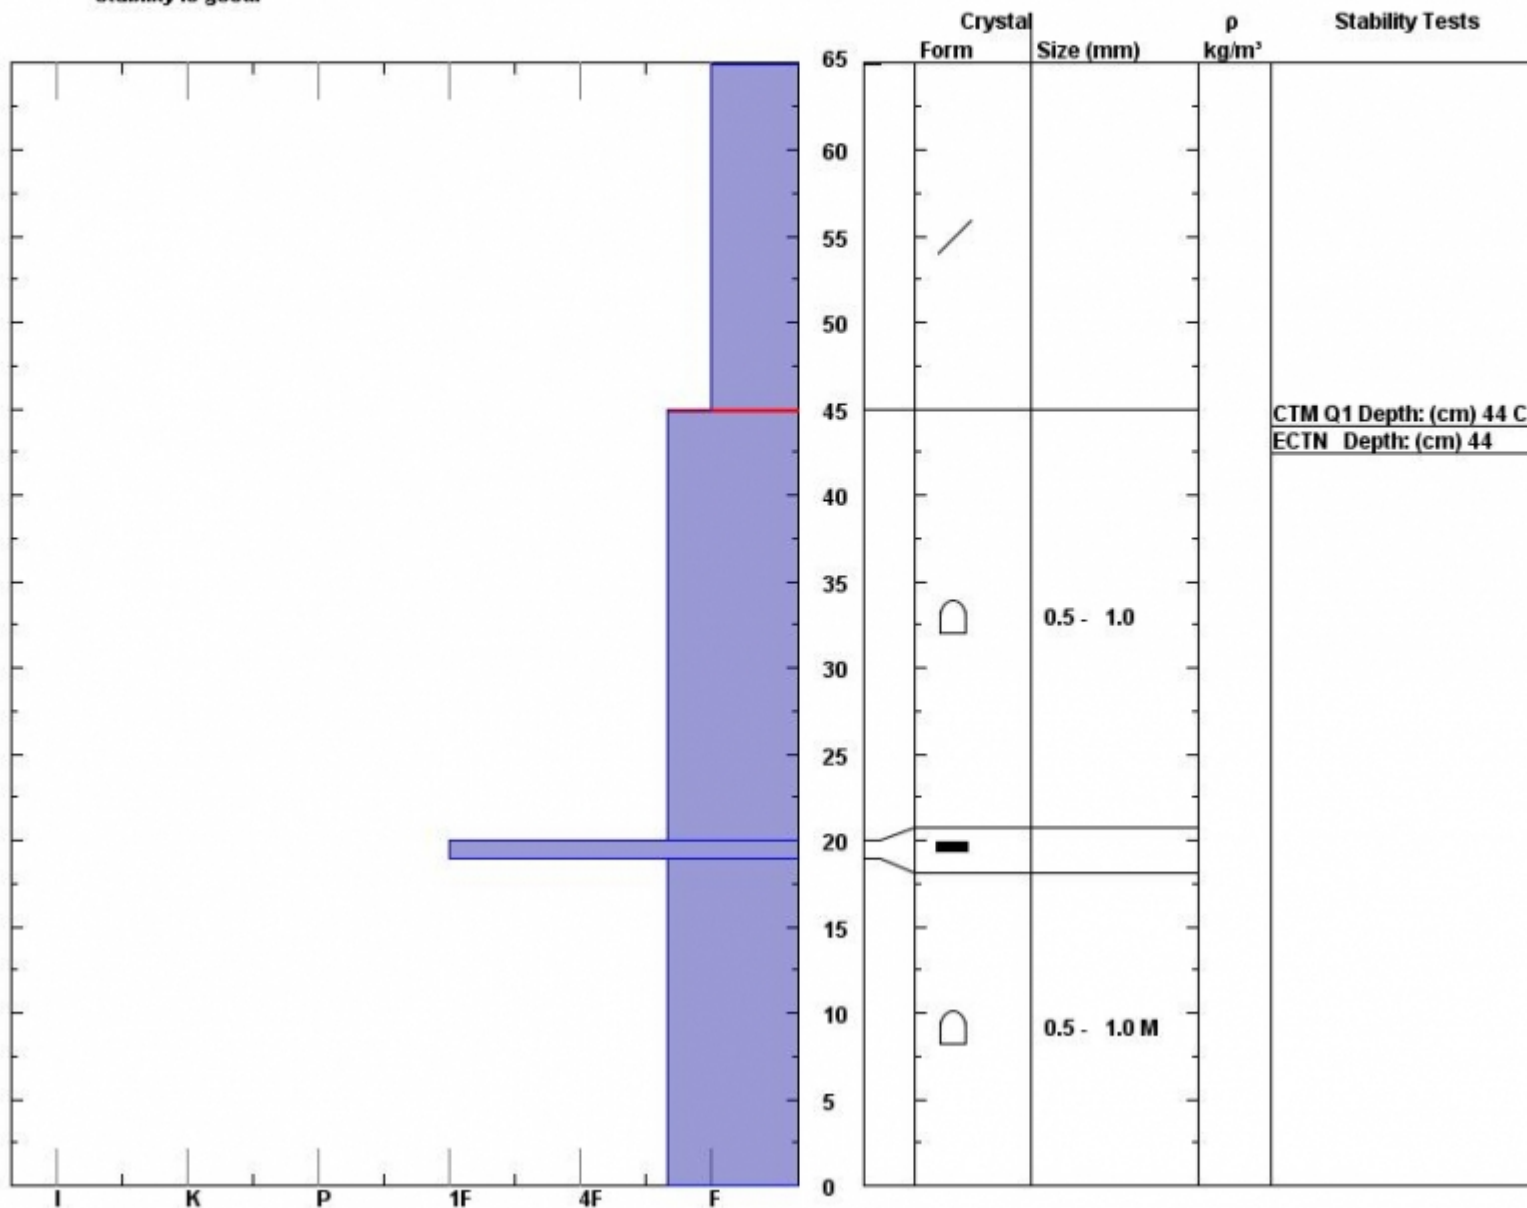 Crystal ρ Stability Tests
Form Size (mm) kg/m³
65
60
55
50
45
CTM Q1 Depth: (cm) 44 C
ECTN Depth: (cm) 44
40
35
0.5 - 1.0
30
25
20
15
10
0.5 - 1.0 M
5
0
I K P 1F 4F F